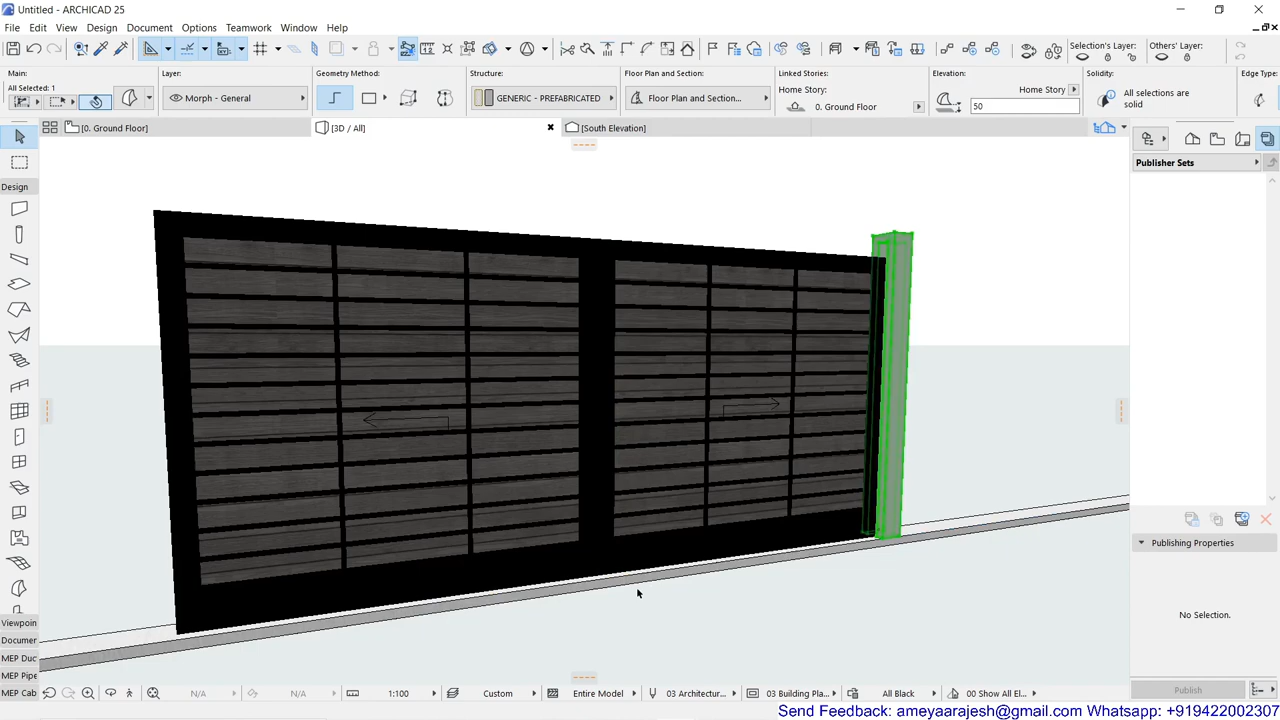 Untitled - ARCHICAD 25
File Edit View Design Document Options Teamwork Window Help
Selection's Layer:
Others' Layer:
Main:
All Selected: 1
Layer:
Morph - General
Geometry Method:
Structure:
GENERIC - PREFABRICATED
Floor Plan and Section:
Floor Plan and Section...
Linked Stories:
Home Story:
0. Ground Floor
Elevation:
Home Story
50
Solidity:
All selections are
solid
Edge Type:
[0. Ground Floor]
[3D / All]
[South Elevation]
Publisher Sets
Design
Viewpoin
Documer
MEP Duc
MEP Pipe
MEP Cab
Publishing Properties
No Selection.
Publish
N/A
N/A
1:100
Custom
Entire Model
03 Architectur...
03 Building Pla...
All Black
00 Show All El...
Send Feedback: ameyaarajesh@gmail.com Whatsapp: +919422002307